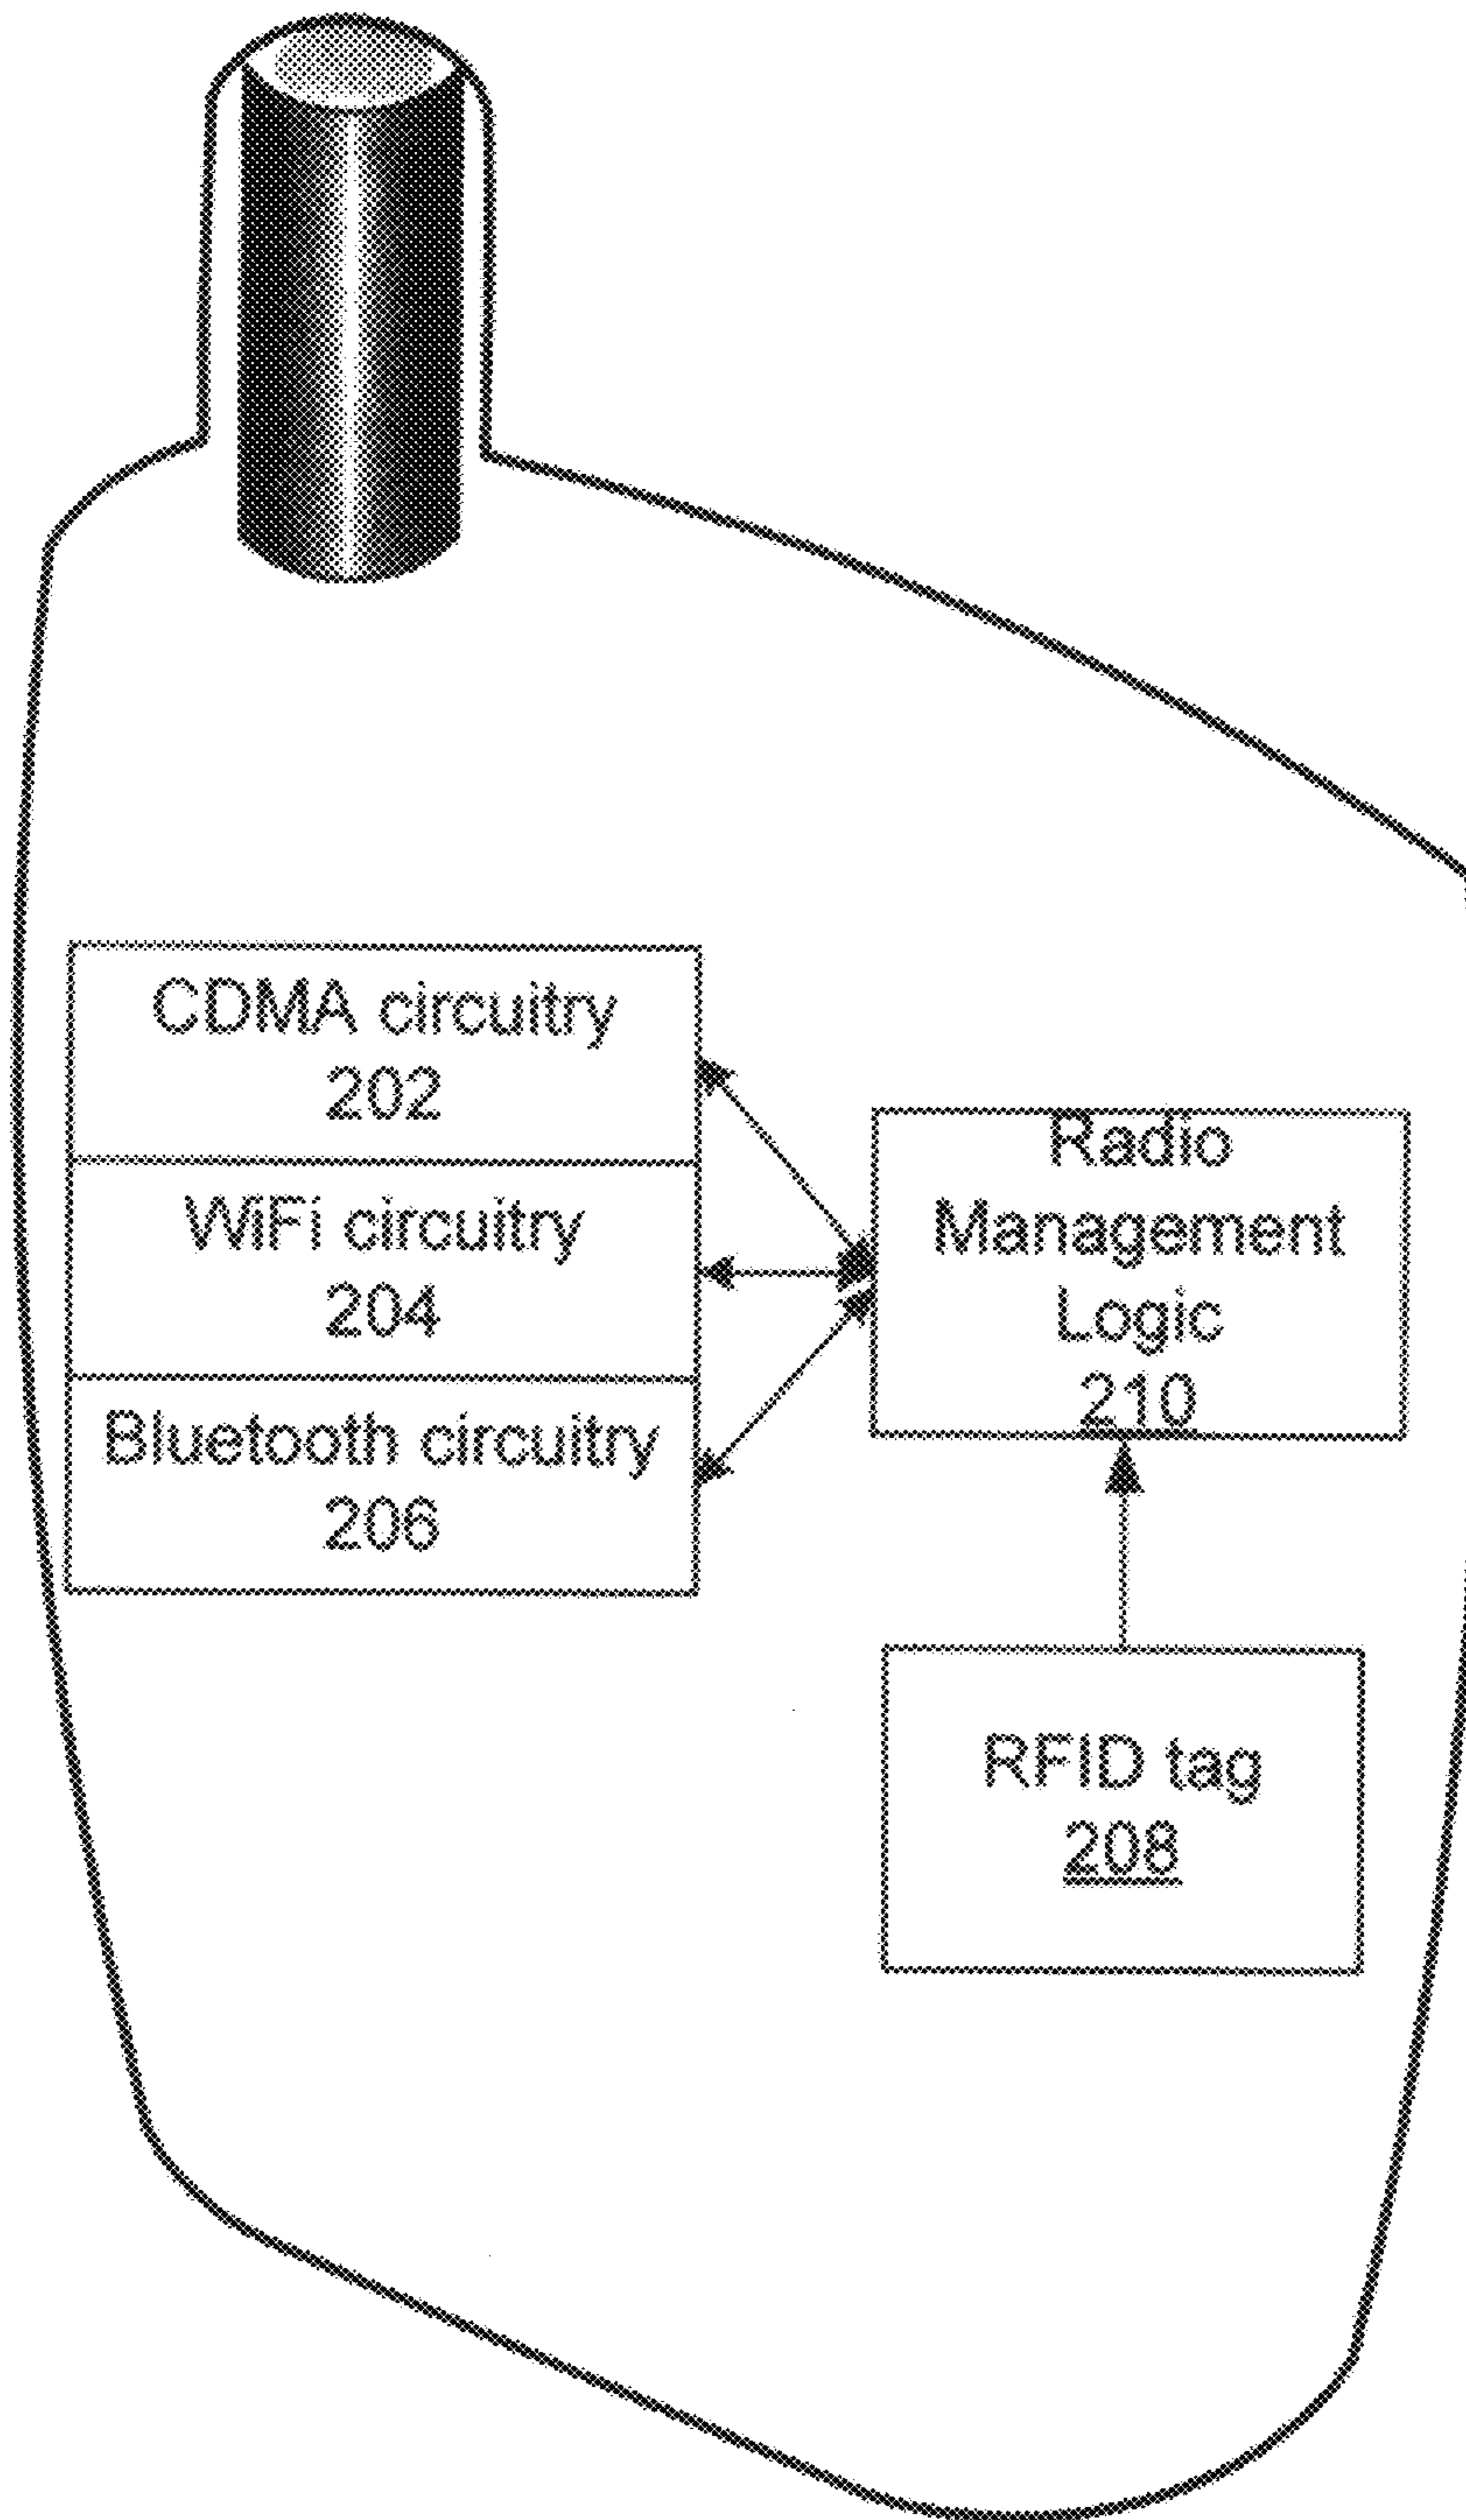 CDMA circuitry
202
WiFi circuitry
204
Bluetooth circuitry
206
Radio
Management
Logic
210
RFID tag
208